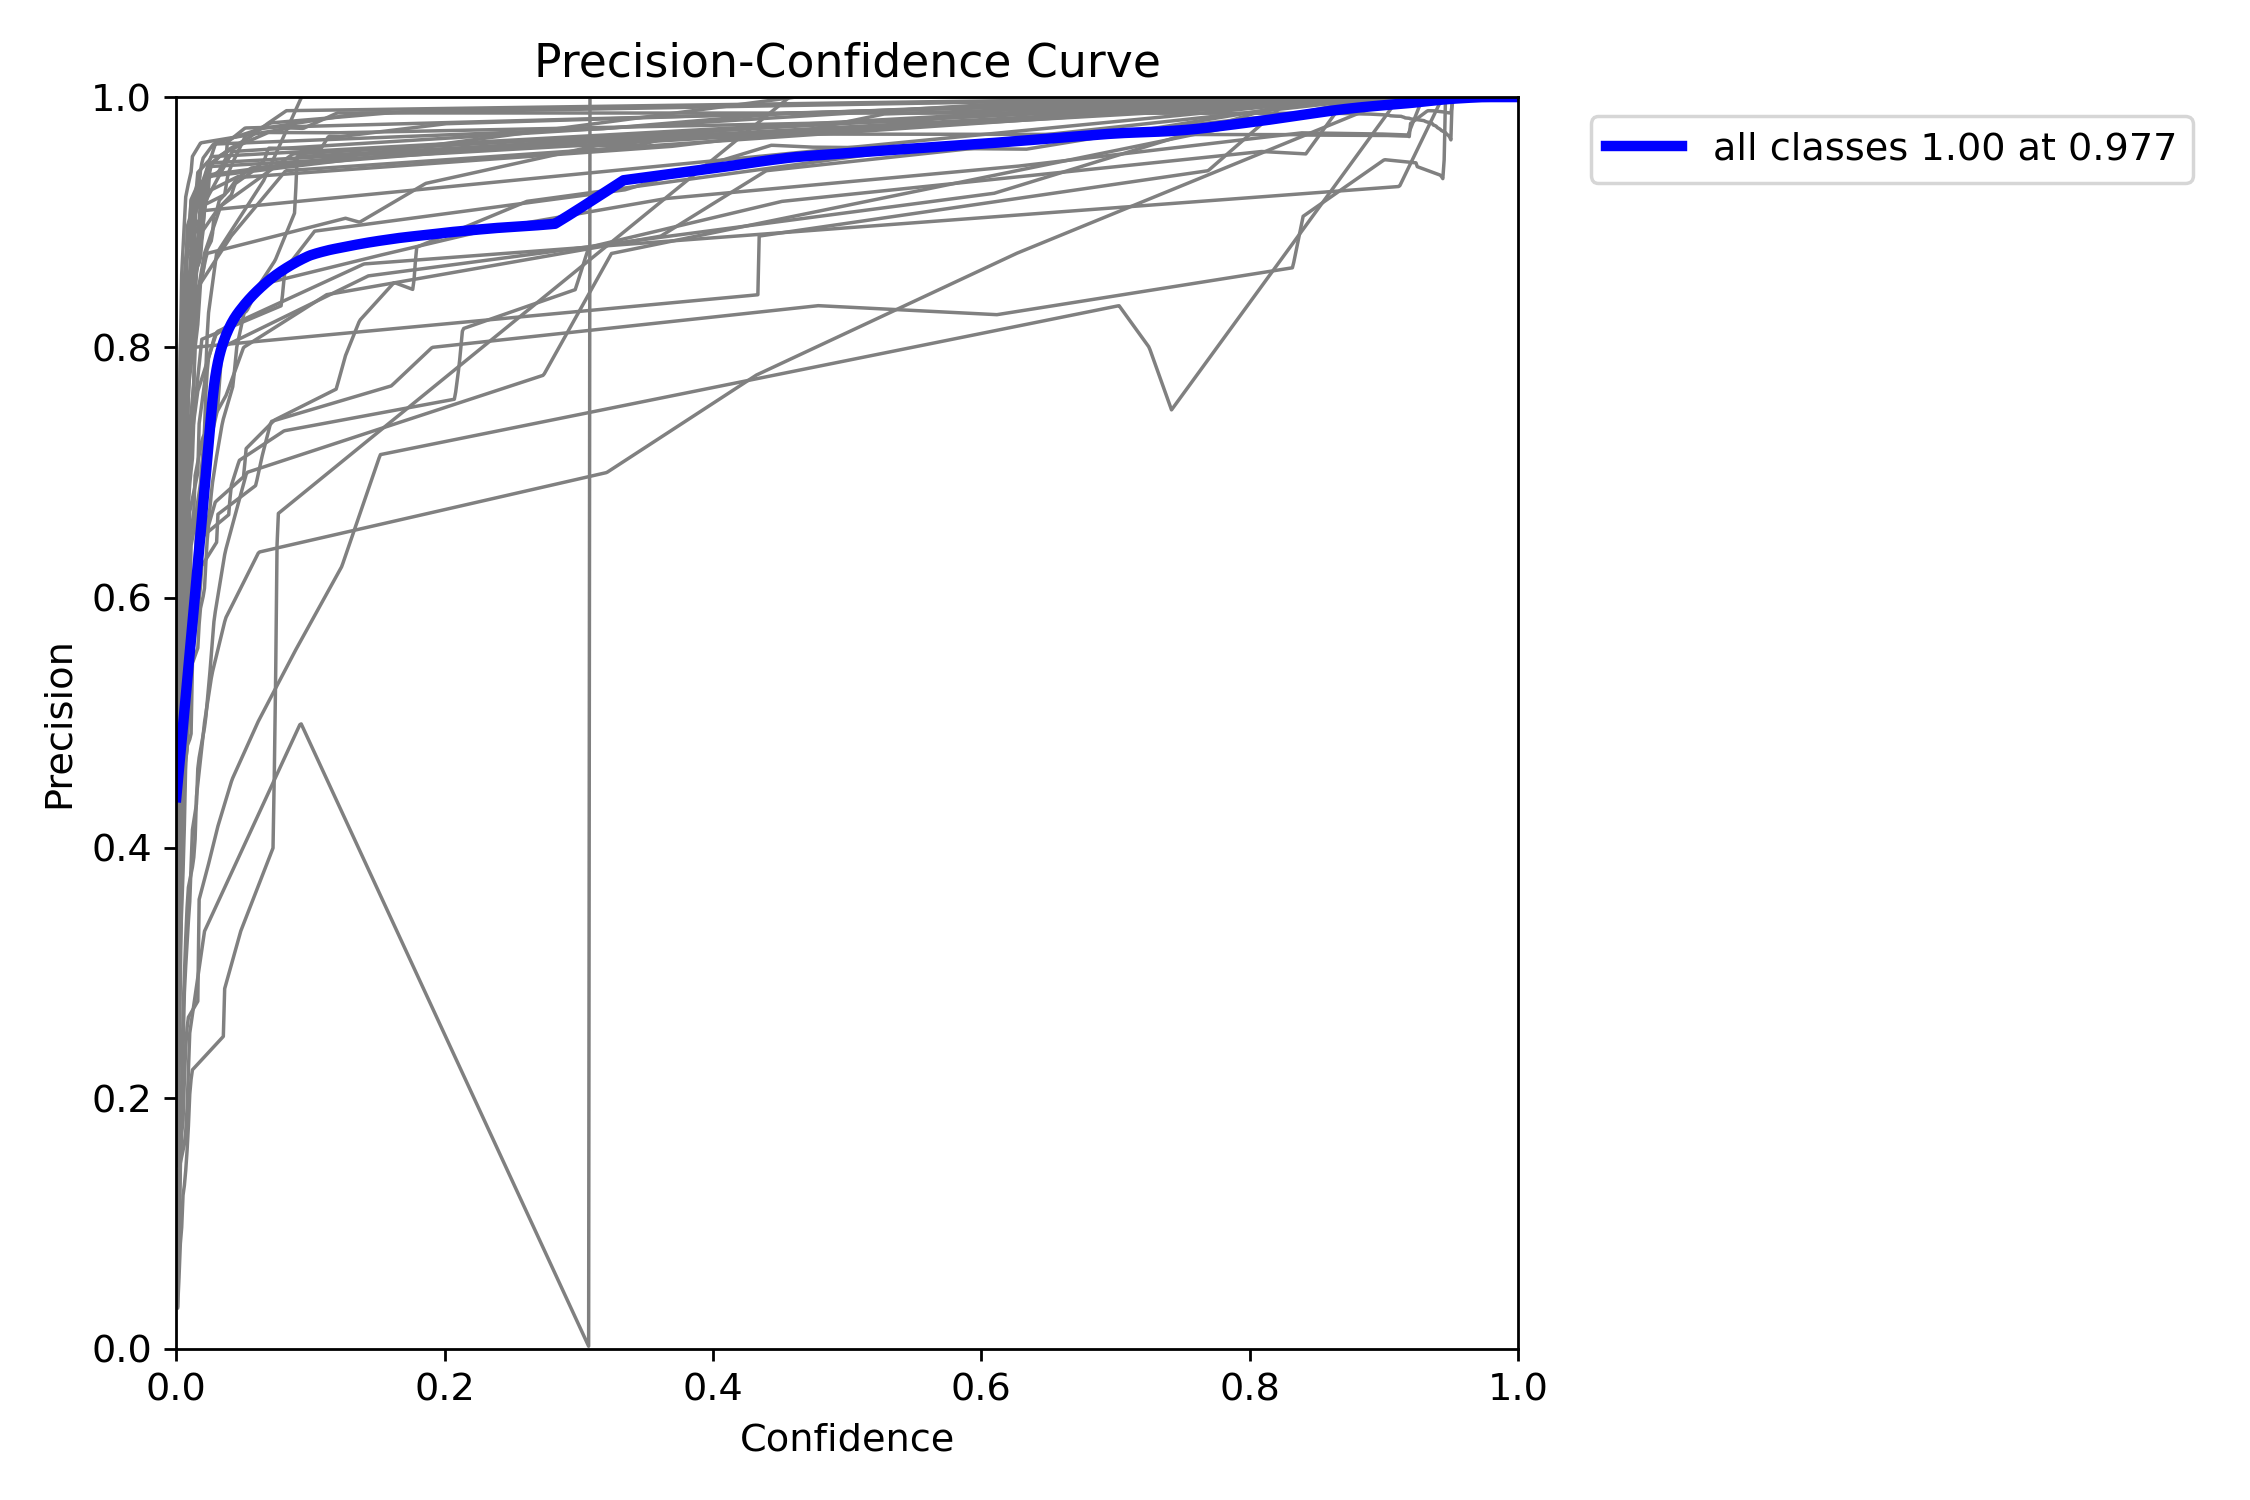 Precision-Confidence Curve
1.0
0.8
0.6
0.4
0.2
0.0
Precision
0.0 0.2 0.4 0.6 0.8 1.0
Confidence
all classes 1.00 at 0.977